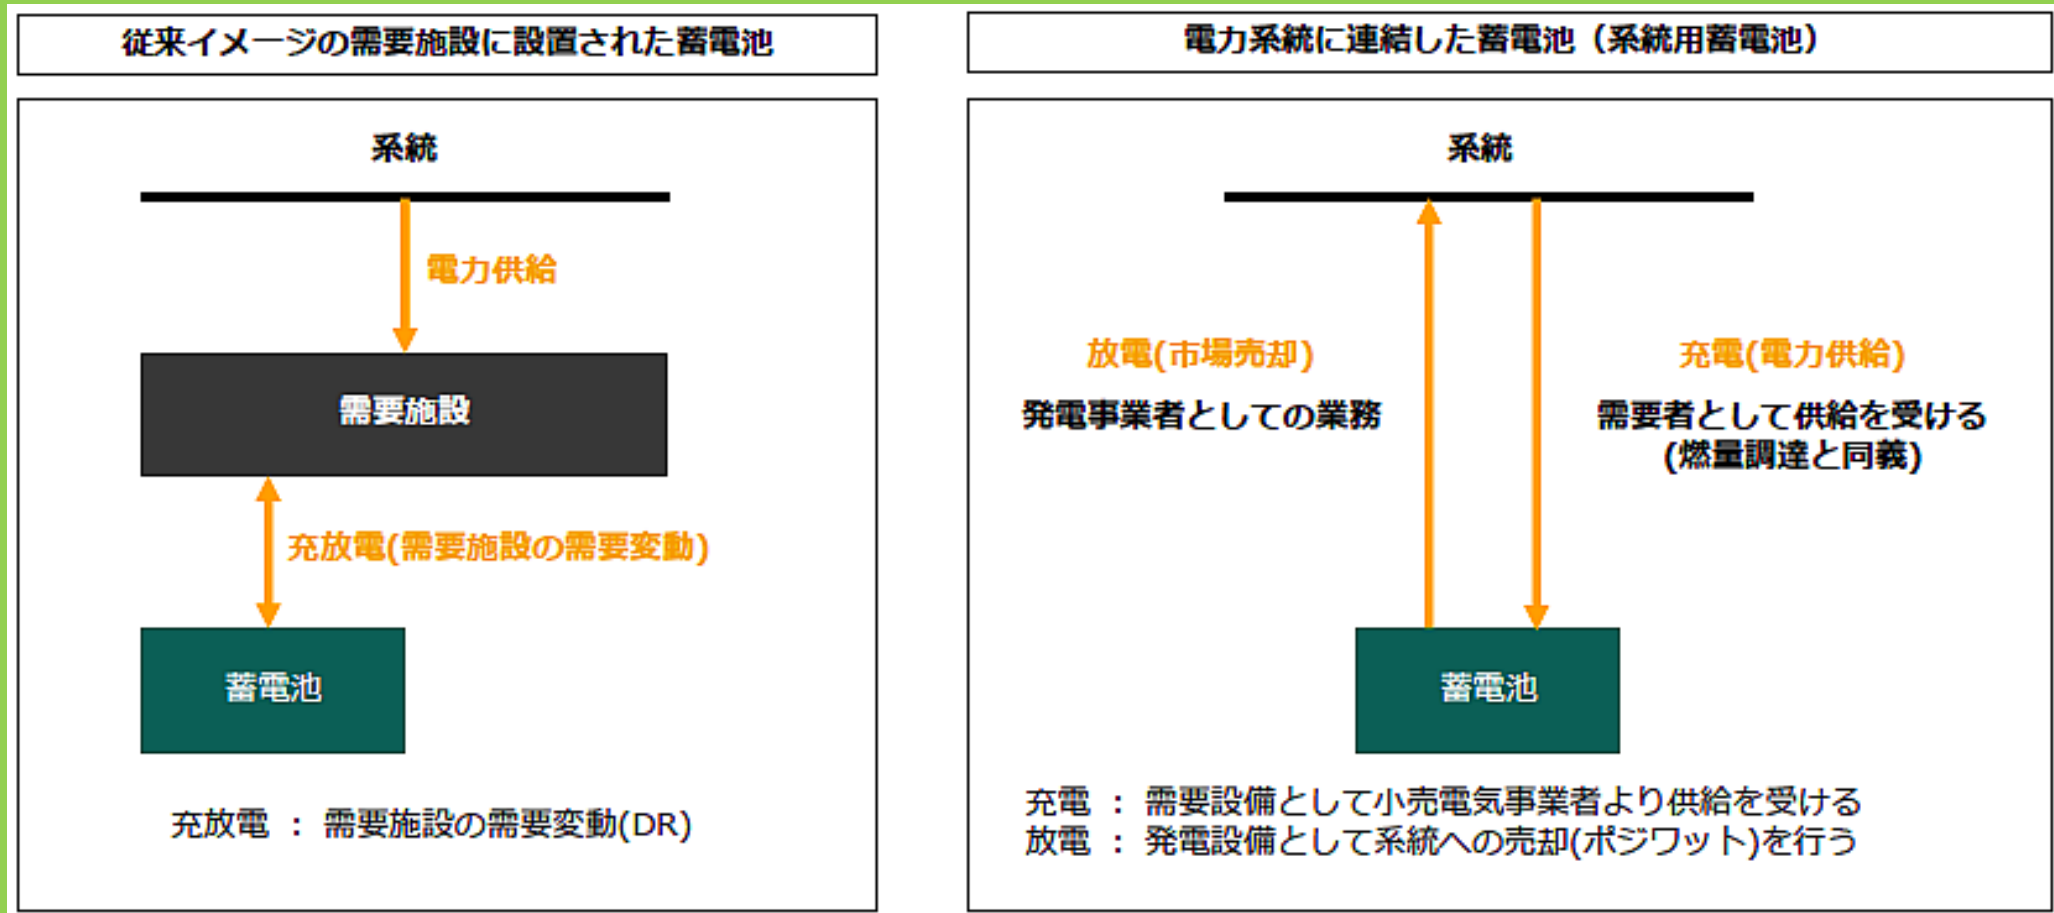 従来イメージの需要施設に設置された蓄電池
系統
電力供給
需要施設
充放電(需要施設の需要変動)
蓄電池
充放電 : 需要施設の需要変動(DR)
電力系統に連結した蓄電池（系統用蓄電池）
系統
放電(市場売却)
発電事業者としての業務
充電(電力供給)
需要者として供給を受ける
(燃量調達と同義)
蓄電池
充電 : 需要設備として小売電気事業者より供給を受ける
放電 : 発電設備として系統への売却(ポジワット)を行う